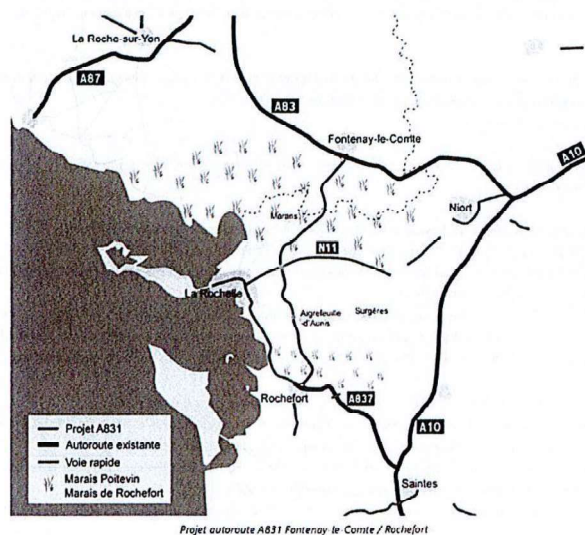 La Roche-sur-Yon
A87
A83
Fontenay-le-Comte
A10
Niort
Marans
N11
La Rochelle
Aigrefeuille
-d'Aunis
Surgères
Rochefort
A837
A10
Saintes
Projet A831
Autoroute existante
Voie rapide
Marais Poitevin
Marais de Rochefort
Projet autoroute A831 Fontenay-le-Comte / Rochefort